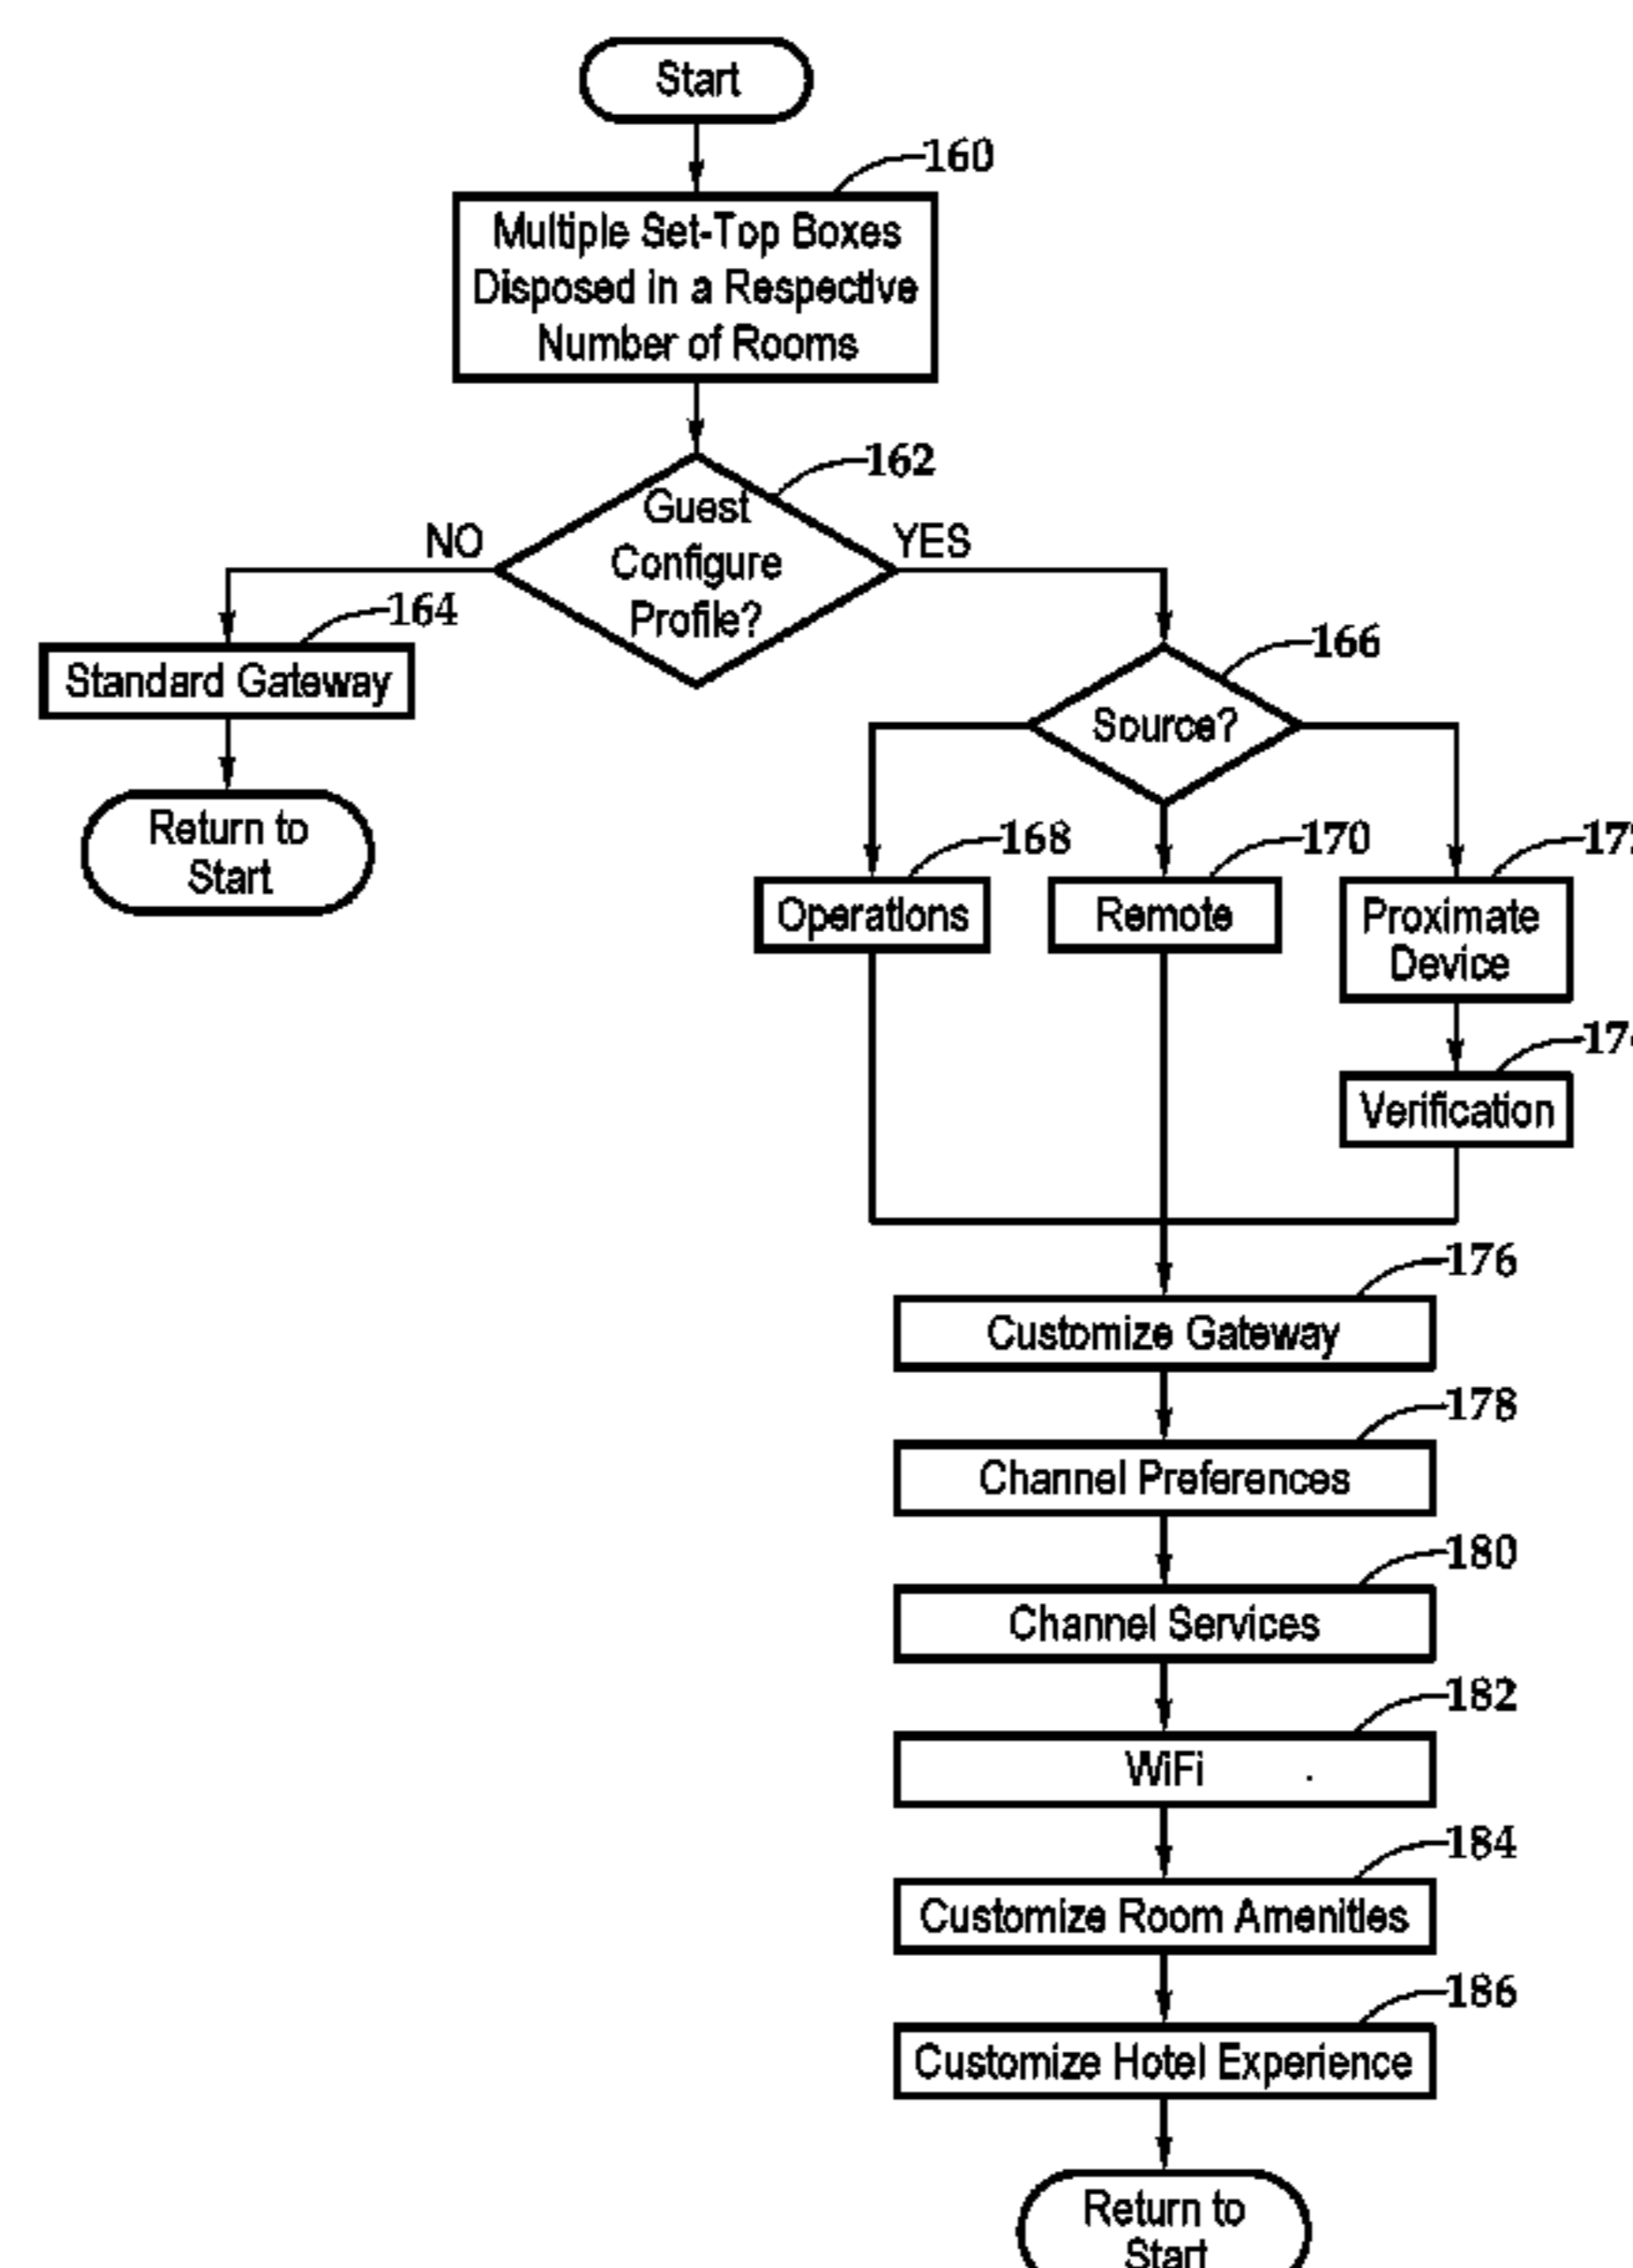 Start
160
Multiple Set-Top Boxes
Disposed in a Respective
Number of Rooms
162
Guest
Configure
Profile?
NO
YES
164
Standard Gateway
Return to
Start
166
Source?
168
Operations
170
Remote
Proximate
Device
Verification
176
Customize Gateway
178
Channel Preferences
180
Channel Services
182
WiFi
184
Customize Room Amenities
186
Customize Hotel Experience
Return to
Start